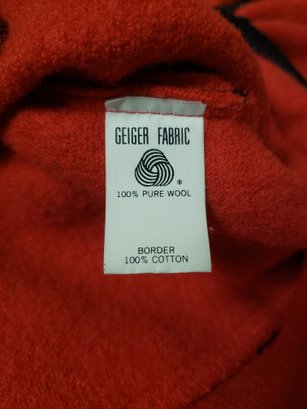 GEIGER FABRIC
®
100% PURE WOOL
BORDER
100% COTTON